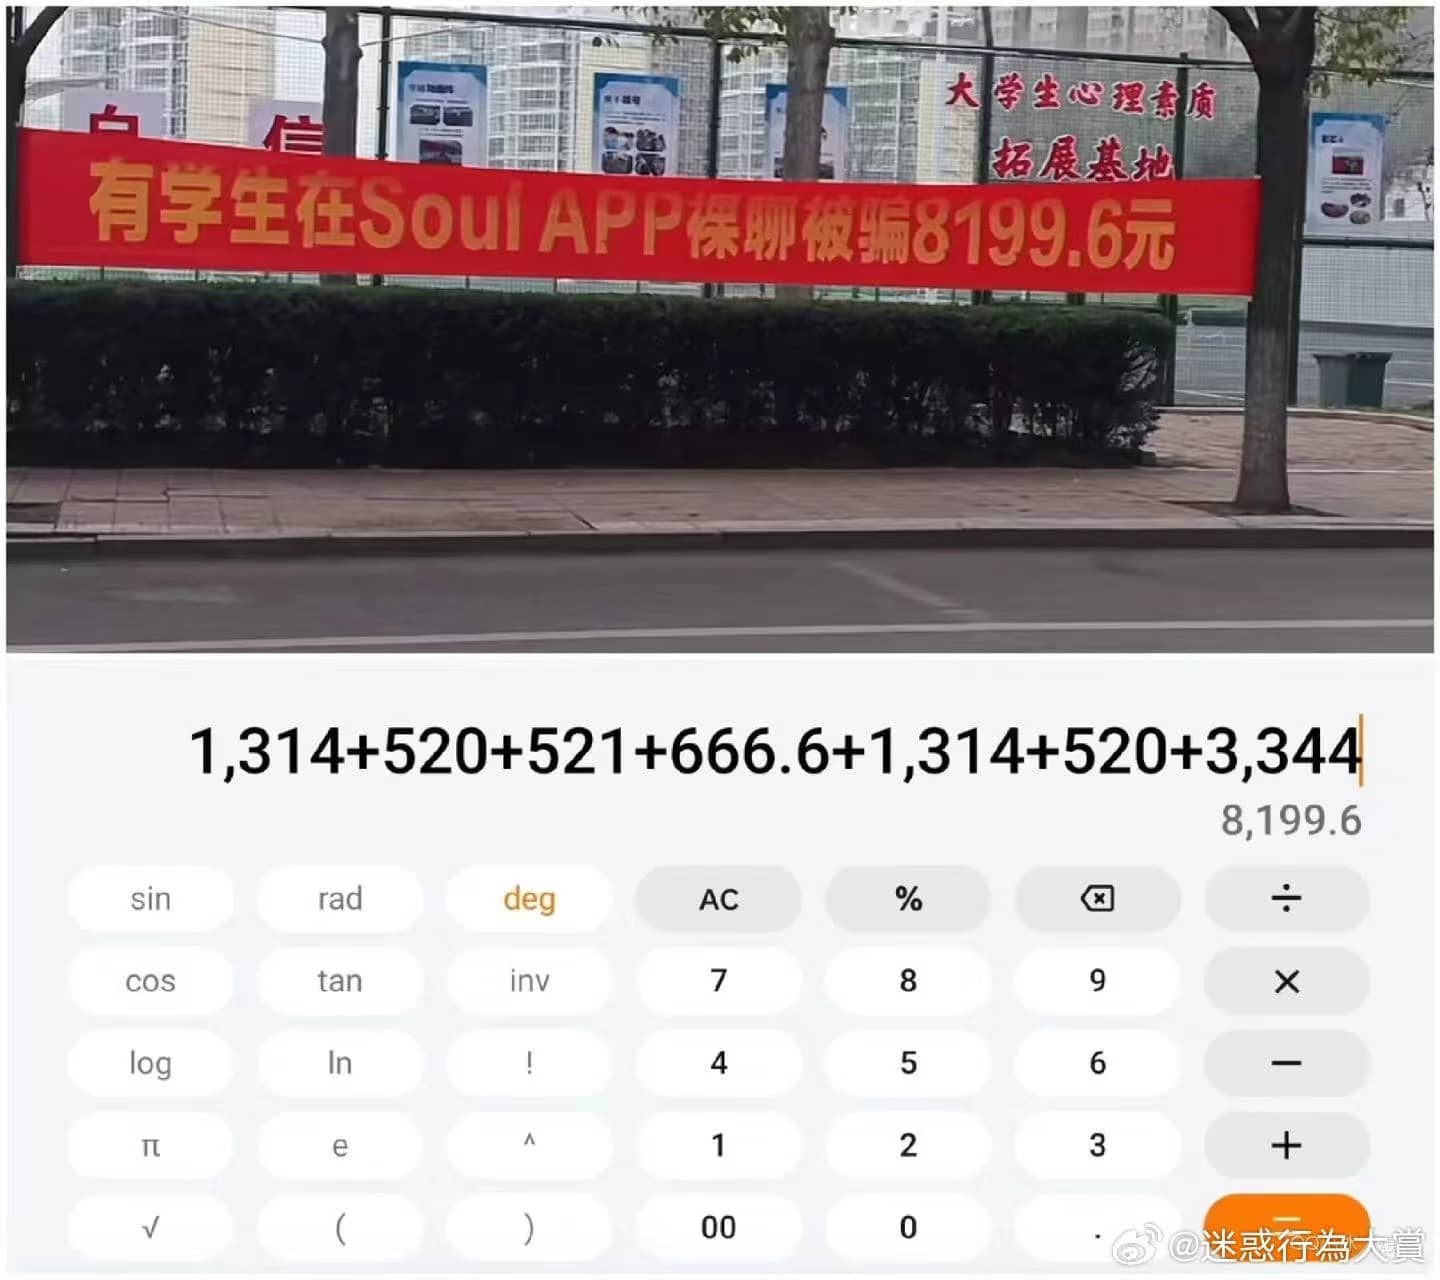 大学生心理素质
拓展基地
自 信
有学生在Soul APP裸聊被骗8199.6元
1,314+520+521+666.6+1,314+520+3,344
8,199.6
sin rad deg AC % ÷
cos tan inv 7 8 9 ×
log ln ! 4 5 6 −
π e ^ 1 2 3 +
√ ( ) 00 0 . =
@迷惑行為大賞